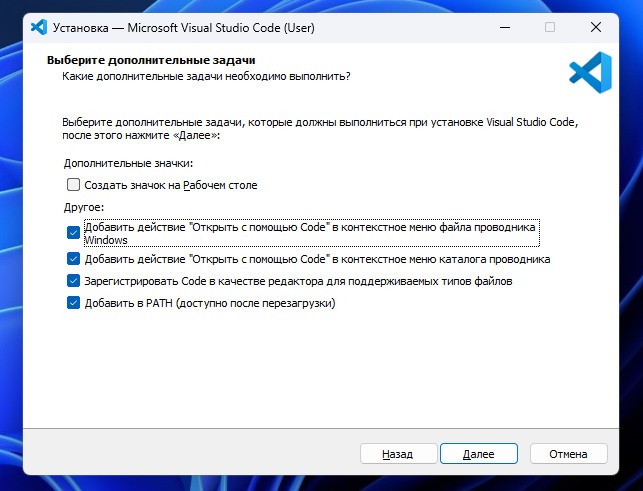 Установка — Microsoft Visual Studio Code (User)
Выберите дополнительные задачи
Какие дополнительные задачи необходимо выполнить?
Выберите дополнительные задачи, которые должны выполниться при установке Visual Studio Code,
после этого нажмите «Далее»:
Дополнительные значки:
Создать значок на Рабочем столе
Другое:
Добавить действие "Открыть с помощью Code" в контекстное меню файла проводника
Windows
Добавить действие "Открыть с помощью Code" в контекстное меню каталога проводника
Зарегистрировать Code в качестве редактора для поддерживаемых типов файлов
Добавить в PATH (доступно после перезагрузки)
Назад Далее Отмена